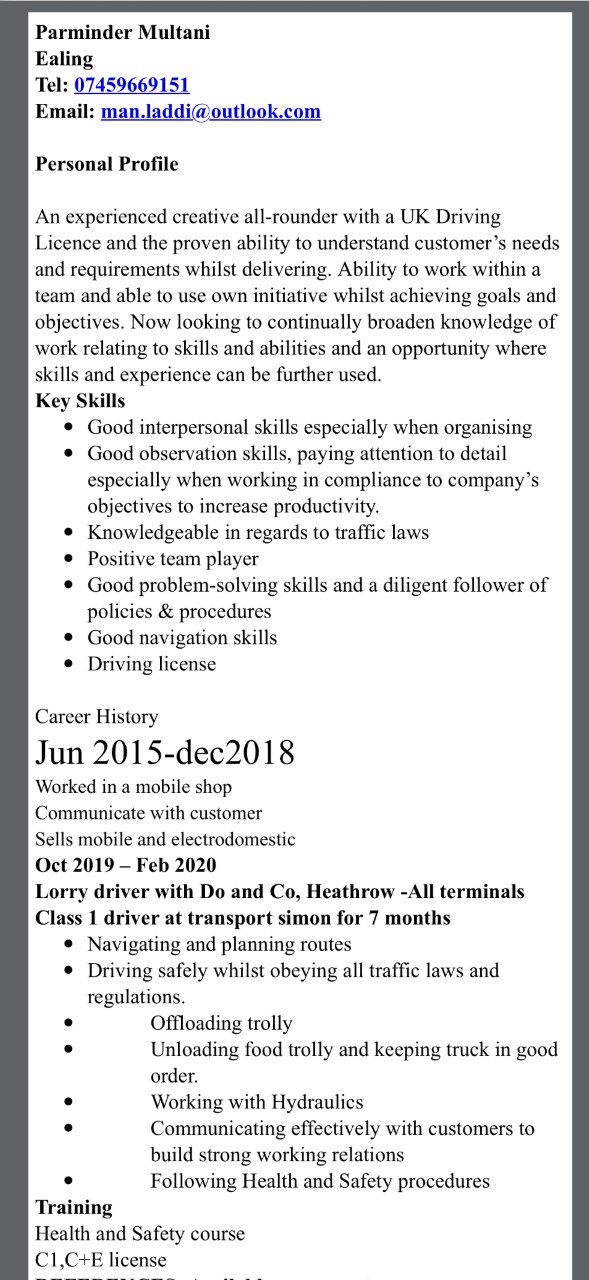 Parminder Multani
Ealing
Tel: 07459669151
Email: man.laddi@outlook.com
Personal Profile
An experienced creative all-rounder with a UK Driving
Licence and the proven ability to understand customer’s needs
and requirements whilst delivering. Ability to work within a
team and able to use own initiative whilst achieving goals and
objectives. Now looking to continually broaden knowledge of
work relating to skills and abilities and an opportunity where
skills and experience can be further used.
Key Skills
• Good interpersonal skills especially when organising
• Good observation skills, paying attention to detail
especially when working in compliance to company’s
objectives to increase productivity.
• Knowledgeable in regards to traffic laws
• Positive team player
• Good problem-solving skills and a diligent follower of
policies & procedures
• Good navigation skills
• Driving license
Career History
Jun 2015-dec2018
Worked in a mobile shop
Communicate with customer
Sells mobile and electrodomestic
Oct 2019 – Feb 2020
Lorry driver with Do and Co, Heathrow -All terminals
Class 1 driver at transport simon for 7 months
• Navigating and planning routes
• Driving safely whilst obeying all traffic laws and
regulations.
• Offloading trolly
• Unloading food trolly and keeping truck in good
order.
• Working with Hydraulics
• Communicating effectively with customers to
build strong working relations
• Following Health and Safety procedures
Training
Health and Safety course
C1,C+E license